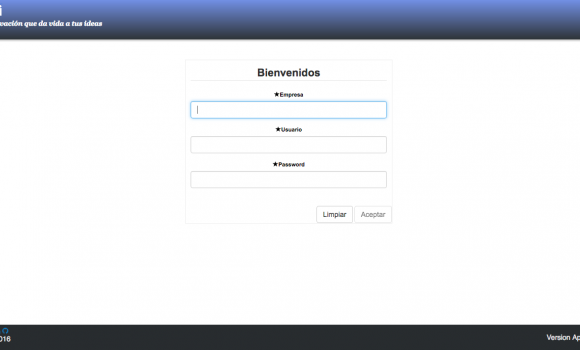 i
vación que da vida a tus ideas
Bienvenidos
★Empresa
★Usuario
★Password
Limpiar Aceptar
016
Version Ap